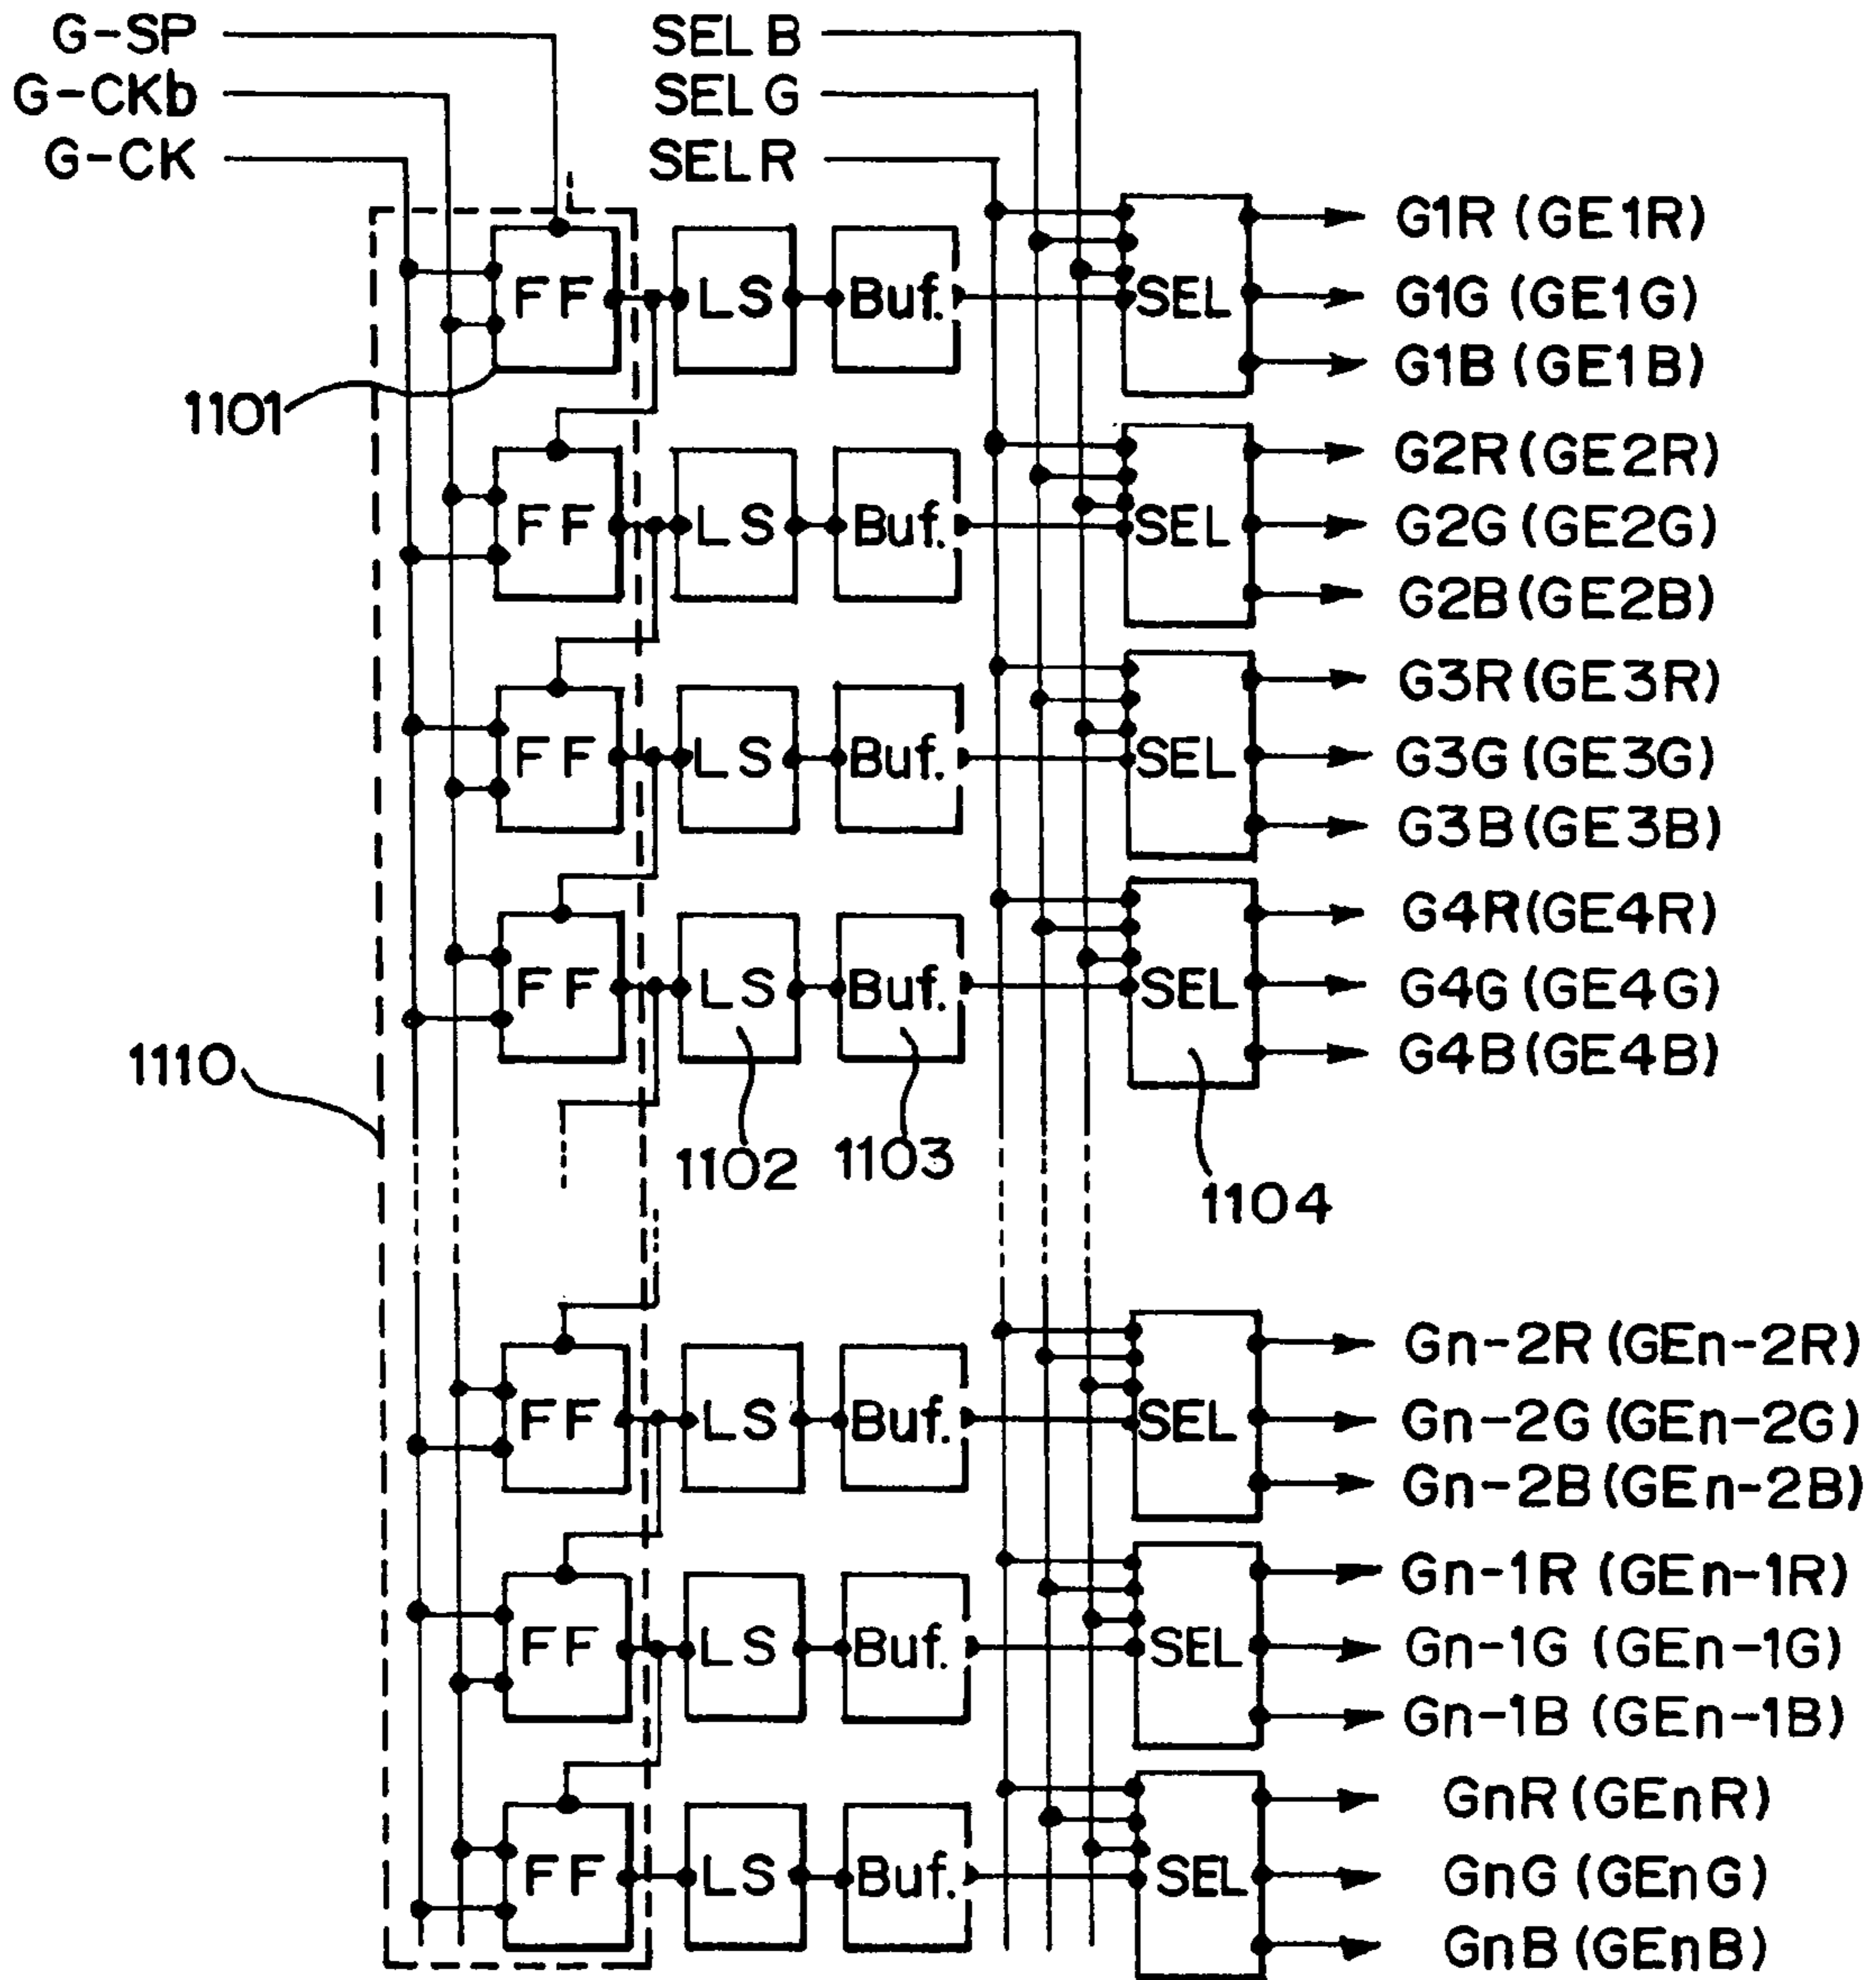 G-SP SEL B
G-CKb SEL G
G-CK SEL R
G1R (GE1R)
FF LS Buf. SEL G1G (GE1G)
G1B (GE1B)
1101
G2R (GE2R)
FF LS Buf. SEL G2G (GE2G)
G2B (GE2B)
G3R (GE3R)
FF LS Buf. SEL G3G (GE3G)
G3B (GE3B)
G4R (GE4R)
FF LS Buf. SEL G4G (GE4G)
G4B (GE4B)
1110
1102 1103
1104
Gn-2R (GEn-2R)
FF LS Buf. SEL Gn-2G (GEn-2G)
Gn-2B (GEn-2B)
Gn-1R (GEn-1R)
FF LS Buf. SEL Gn-1G (GEn-1G)
Gn-1B (GEn-1B)
GnR (GEnR)
FF LS Buf. SEL GnG (GEnG)
GnB (GEnB)